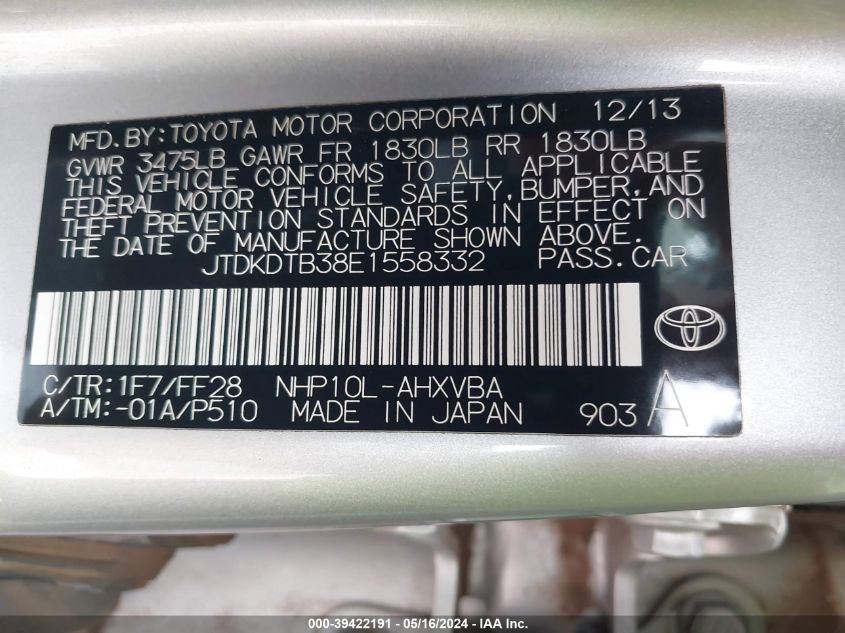 MFD.BY:TOYOTA MOTOR CORPORATION 12/13
GVWR 3475LB GAWR FR 1830LB RR 1830LB
THIS VEHICLE CONFORMS TO ALL APPLICABLE
FEDERAL MOTOR VEHICLE SAFETY,BUMPER,AND
THEFT PREVENTION STANDARDS IN EFFECT ON
THE DATE OF MANUFACTURE SHOWN ABOVE.
JTDKDTB38E1558332 PASS.CAR
C/TR:1F7/FF28 NHP10L-AHXVBA
A/TM:-01A/P510 MADE IN JAPAN 903 A
000-39422191 - 05/16/2024 - IAA Inc.